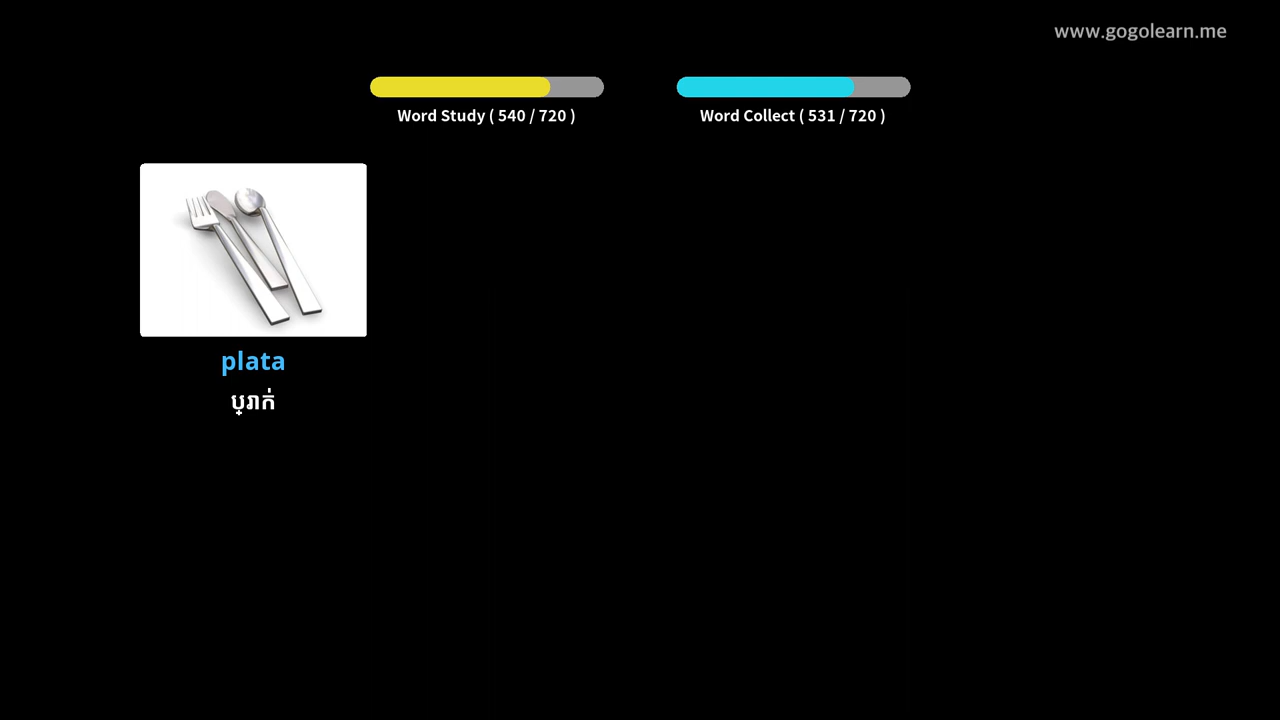 www.gogolearn.me
Word Study ( 540 / 720 )
Word Collect ( 531 / 720 )
plata
ប្រាក់